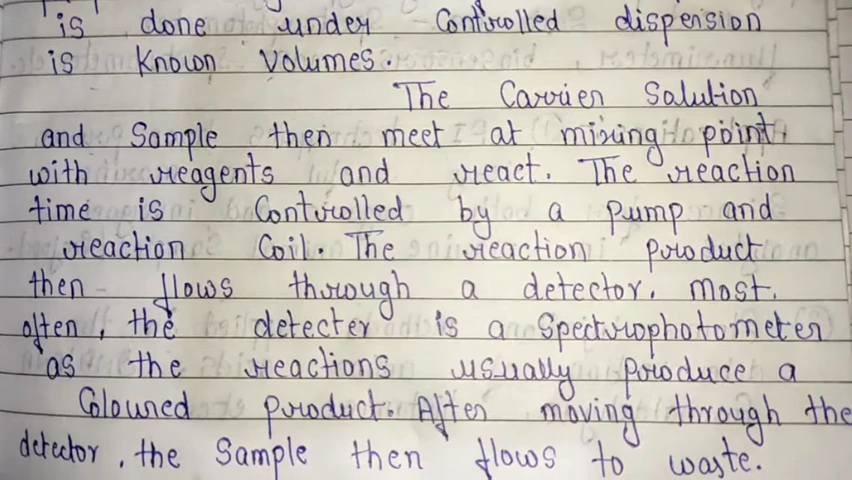 is done under Controlled dispension
is Known Volumes.
The Carrier Salution
and Sample then meet at mixing point
with reagents and react. The reaction
time is Controlled by a pump and
reaction Coil. The reaction product
then flows through a detector. Most.
often, the detecter is a Spectrophotometer
as the reactions usually produce a
Coloured product. After moving through the
detector, the Sample then flows to waste.